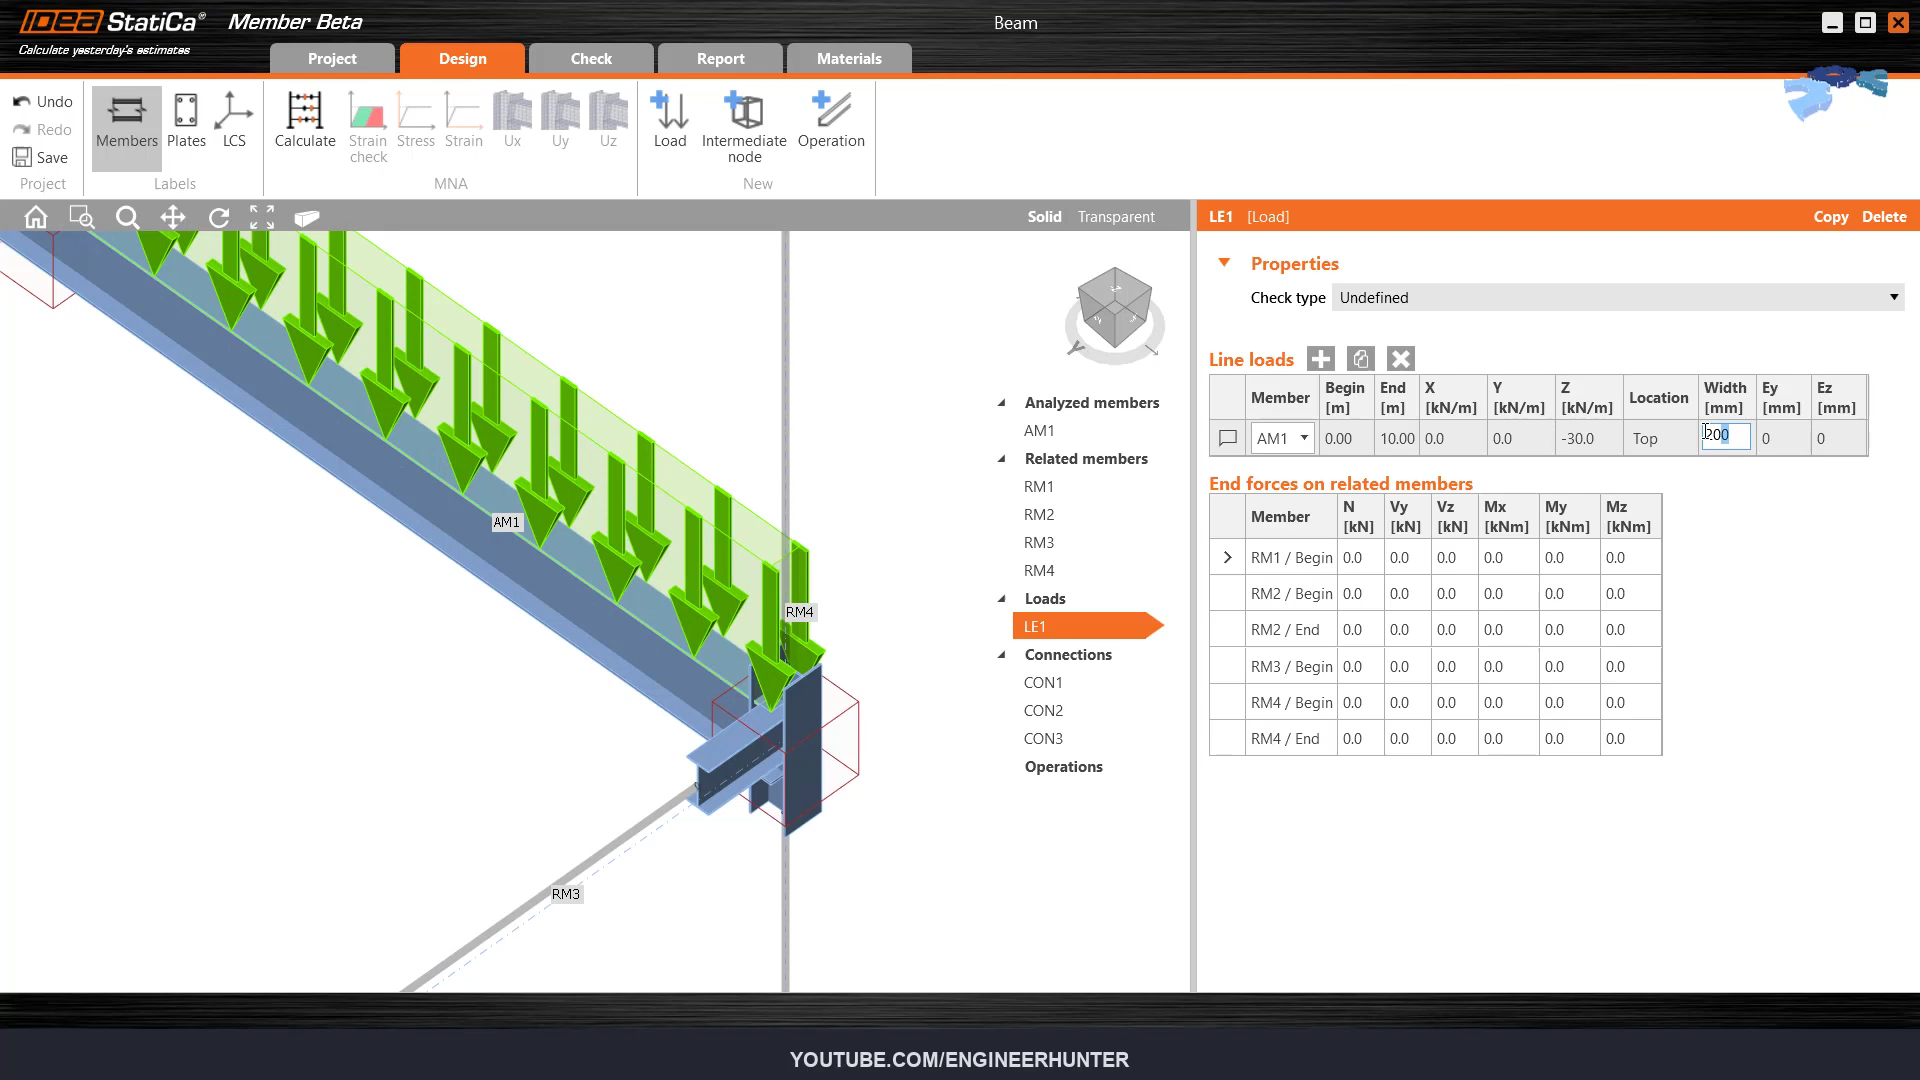 IDEA StatiCa® Member Beta
Calculate yesterday's estimates
Beam
Project Design Check Report Materials
Undo
Redo
Save
Project
Members Plates LCS
Labels
Calculate Strain check Stress Strain Ux Uy Uz
MNA
Load Intermediate node Operation
New
Solid Transparent
LE1 [Load] Copy Delete
Properties
Check type Undefined
Line loads
Member Begin [m] End [m] X [kN/m] Y [kN/m] Z [kN/m] Location Width [mm] Ey [mm] Ez [mm]
AM1 0.00 10.00 0.0 0.0 -30.0 Top 200 0 0
End forces on related members
Member N [kN] Vy [kN] Vz [kN] Mx [kNm] My [kNm] Mz [kNm]
RM1 / Begin 0.0 0.0 0.0 0.0 0.0 0.0
RM2 / Begin 0.0 0.0 0.0 0.0 0.0 0.0
RM2 / End 0.0 0.0 0.0 0.0 0.0 0.0
RM3 / Begin 0.0 0.0 0.0 0.0 0.0 0.0
RM4 / Begin 0.0 0.0 0.0 0.0 0.0 0.0
RM4 / End 0.0 0.0 0.0 0.0 0.0 0.0
Analyzed members
AM1
Related members
RM1
RM2
RM3
RM4
Loads
LE1
Connections
CON1
CON2
CON3
Operations
AM1
RM4
RM3
YOUTUBE.COM/ENGINEERHUNTER